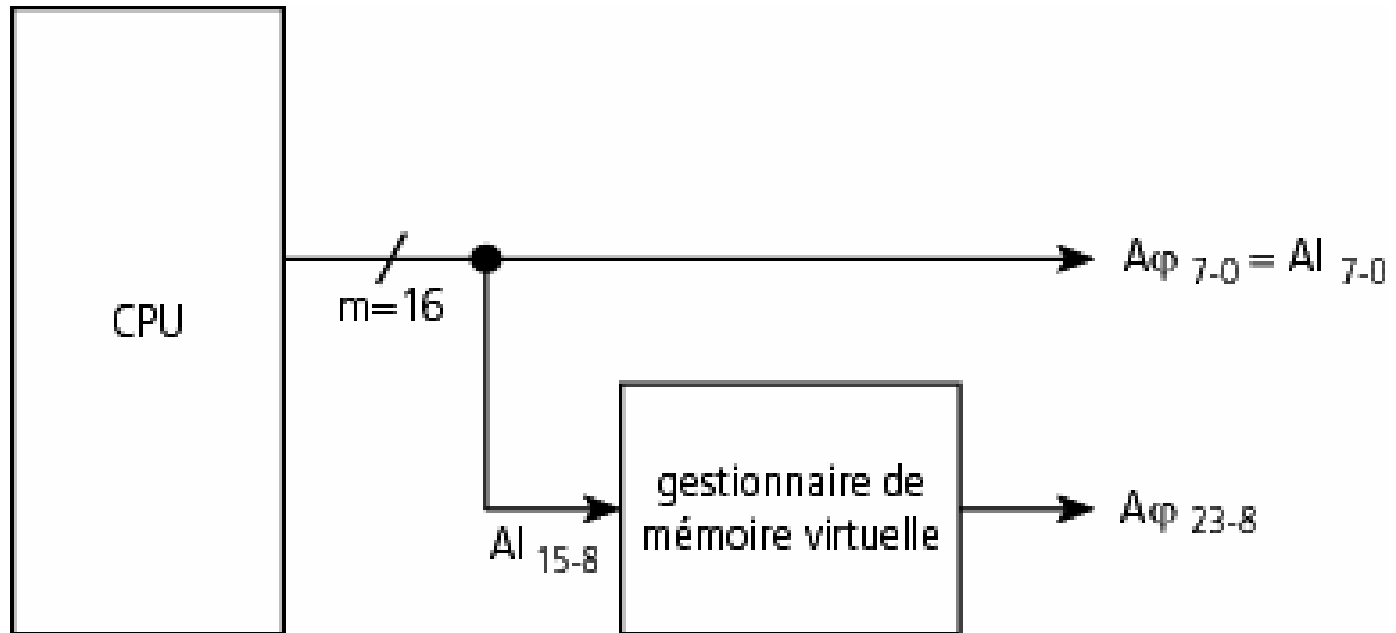 Aφ 7-0 = Al 7-0
m=16
CPU
gestionnaire de
mémoire virtuelle
Al 15-8
Aφ 23-8